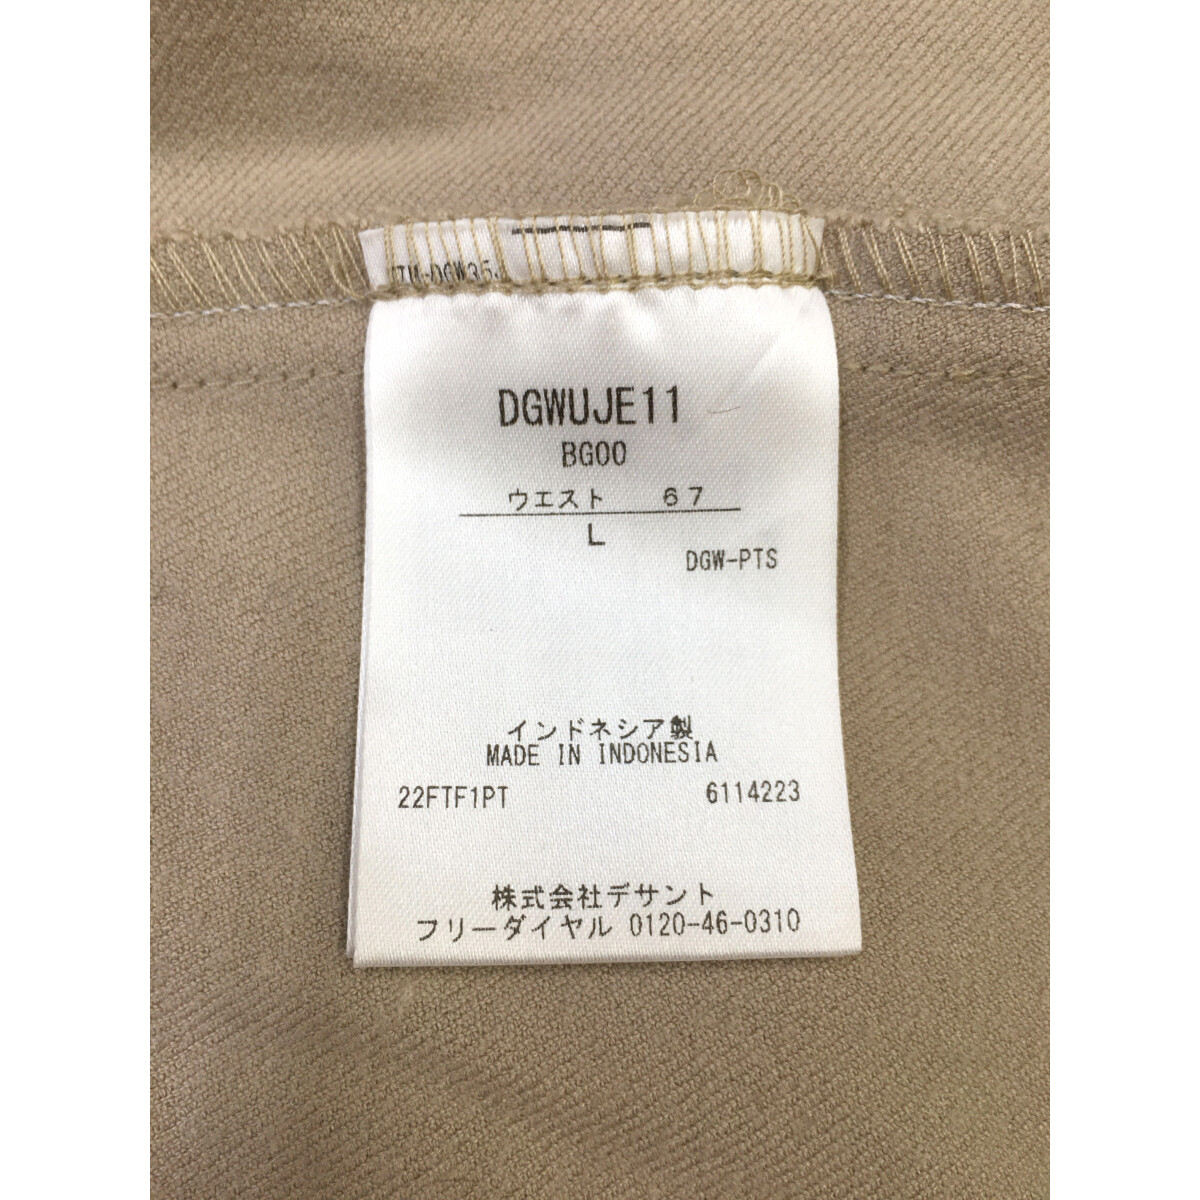 DGWUJE11
BG00
ウエスト 67
L
DGW-PTS
インドネシア製
MADE IN INDONESIA
22FTF1PT 6114223
株式会社デサント
フリーダイヤル 0120-46-0310